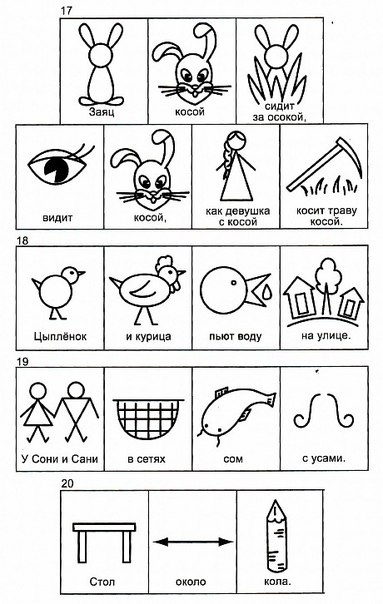 17
Заяц косой сидит
за осокой,
видит косой, как девушка косит траву
с косой косой.
18
Цыплёнок и курица пьют воду на улице.
19
У Сони и Сани в сетях сом с усами.
20
Стол около кола.